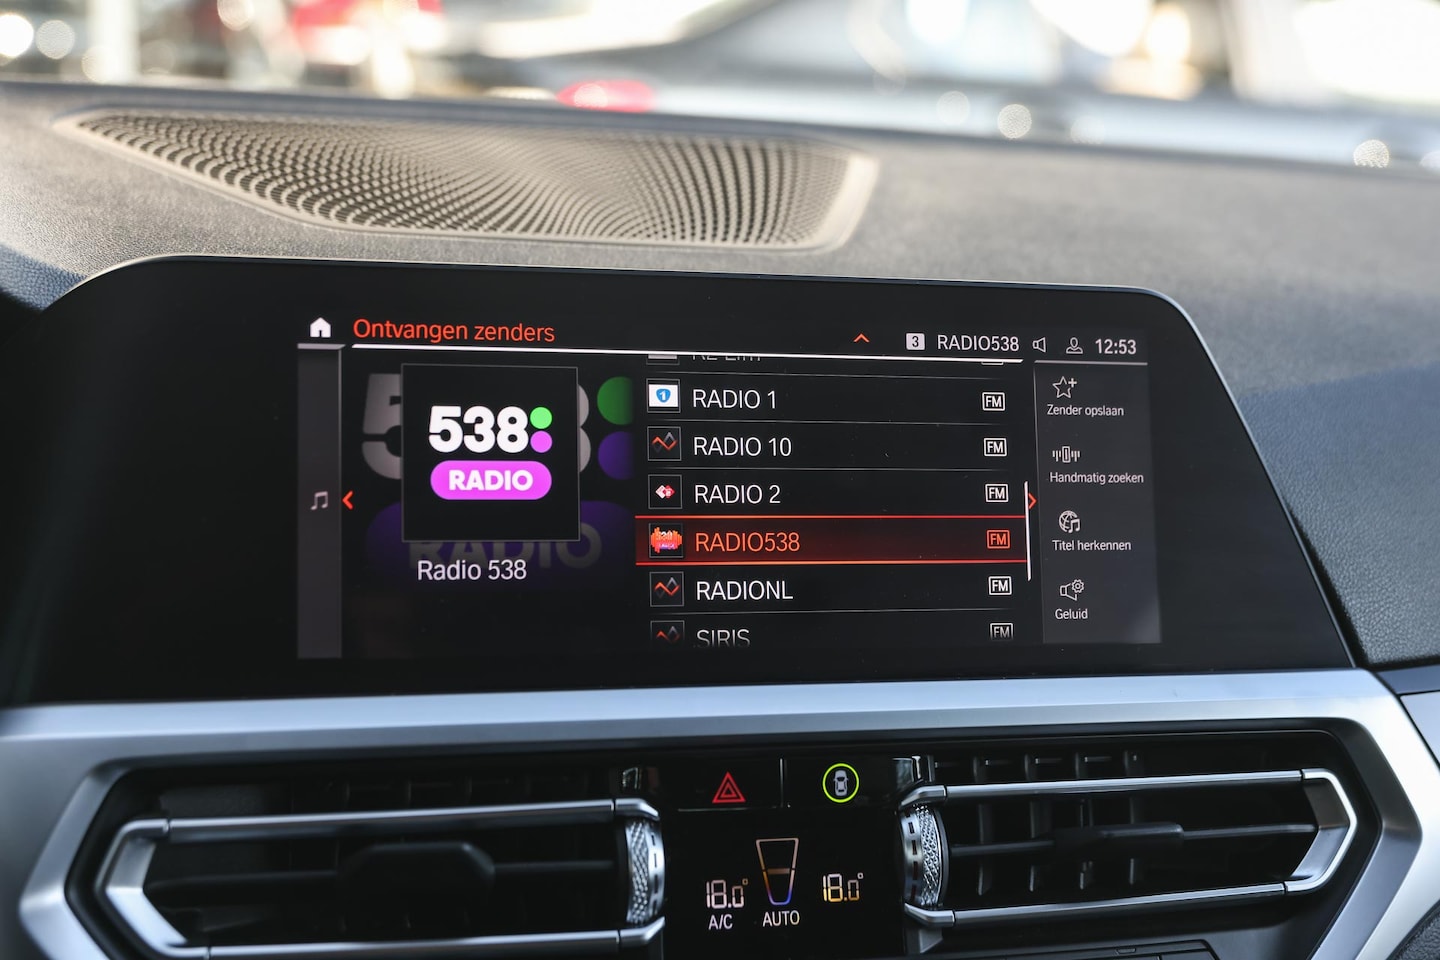 Ontvangen zenders
3 RADIO538 12:53
538
RADIO
Radio 538
RADIO 1 FM
RADIO 10 FM
RADIO 2 FM
RADIO538 FM
RADIONL FM
SIRIS FM
Zender opslaan
Handmatig zoeken
Titel herkennen
Geluid
18.0°
A/C
AUTO
18.0°